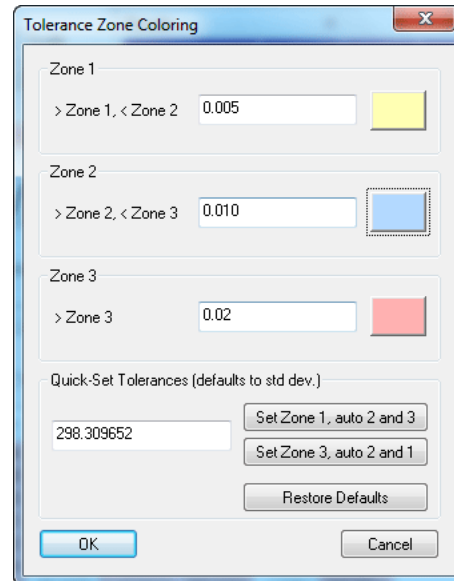 Tolerance Zone Coloring
Zone 1
> Zone 1, < Zone 2 0.005
Zone 2
> Zone 2, < Zone 3 0.010
Zone 3
> Zone 3 0.02
Quick-Set Tolerances (defaults to std dev.)
298.309652
Set Zone 1, auto 2 and 3
Set Zone 3, auto 2 and 1
Restore Defaults
OK Cancel